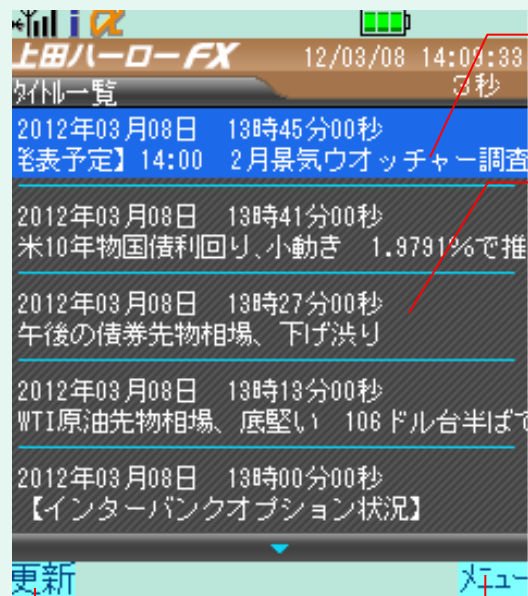 上田ハーローFX
12/03/08 14:09:33
ﾀｲﾄﾙ一覧
3秒
2012年03月08日 13時45分00秒
発表予定】14:00 2月景気ウオッチャー調査
2012年03月08日 13時41分00秒
米10年物国債利回り、小動き 1.9791%で推
2012年03月08日 13時27分00秒
午後の債券先物相場、下げ渋り
2012年03月08日 13時13分00秒
WTI原油先物相場、底堅い 106ドル台半ばで
2012年03月08日 13時00分00秒
【インターバンクオプション状況】
更新
ﾒﾆｭｰ